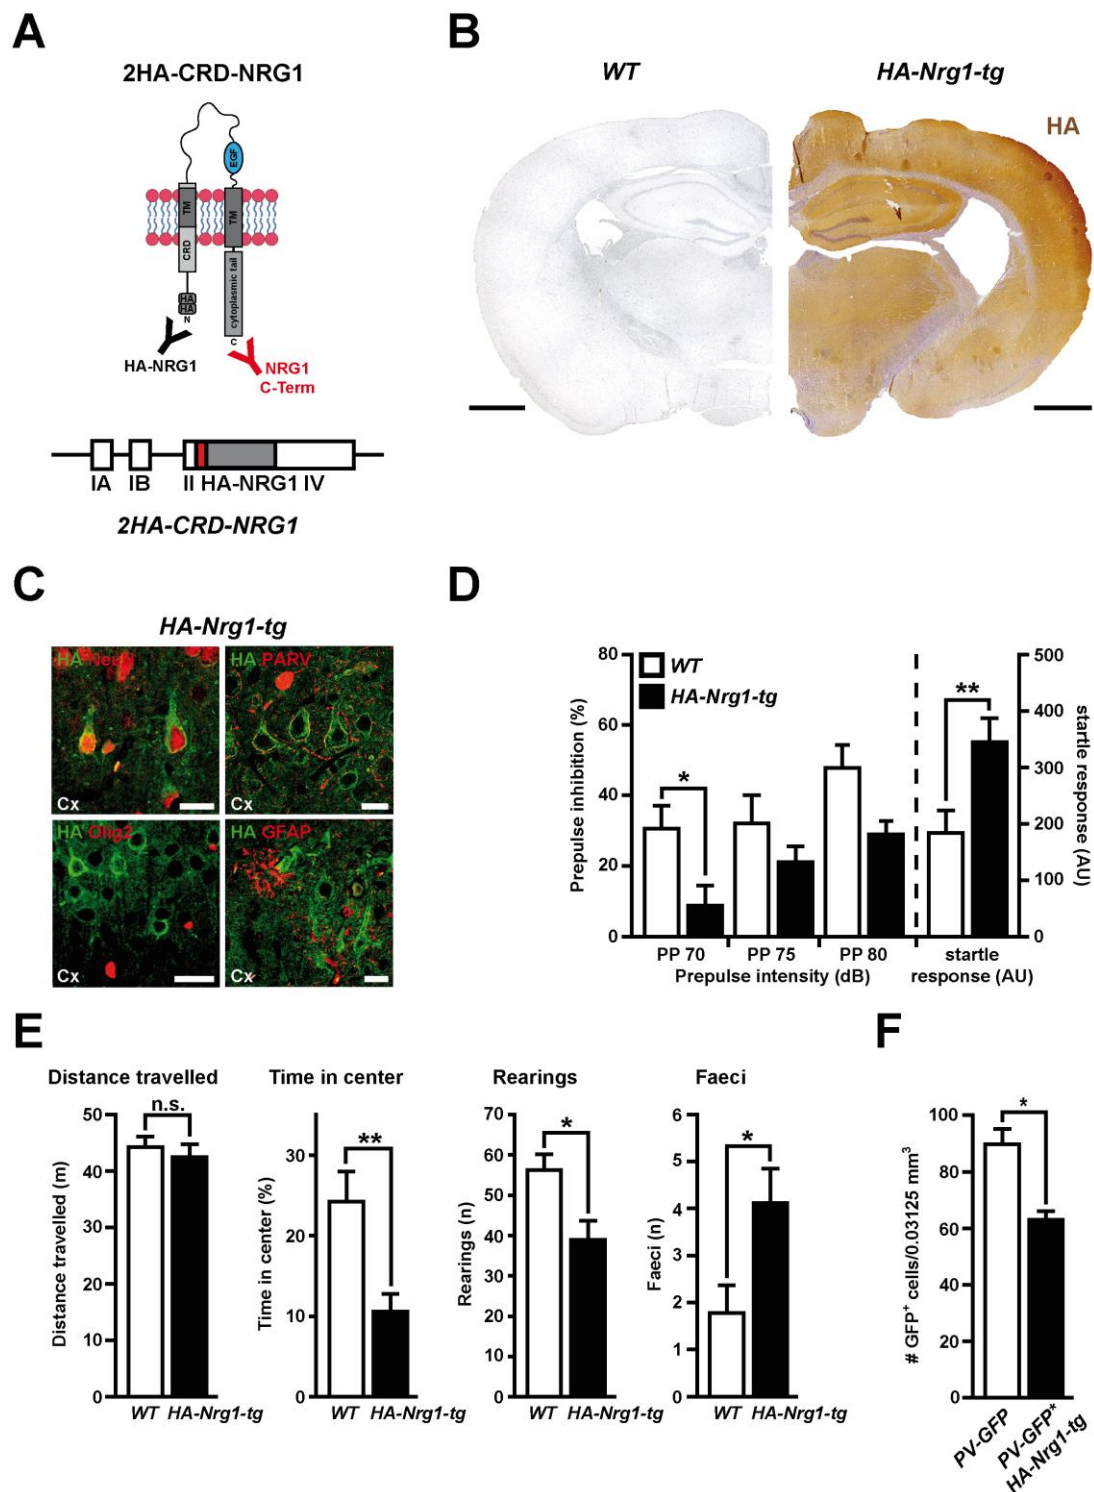 A
2HA-CRD-NRG1
EGF
TM
TM
CRD
cytoplasmic tail
HA
HA
N
C
HA-NRG1
NRG1
C-Term
IA IB II HA-NRG1 IV
2HA-CRD-NRG1
B
WT HA-Nrg1-tg
HA
C
HA-Nrg1-tg
HA NeuN
Cx
HA PARV
Cx
HA Olig2
Cx
HA GFAP
Cx
D
WT
HA-Nrg1-tg
Prepulse inhibition (%)
80
60
40
20
0
*
**
500
400
300
200
100
0
startle response
(AU)
PP 70 PP 75 PP 80 startle
Prepulse intensity (dB) response (AU)
E
Distance travelled
n.s.
Distance travelled (m)
50
40
30
20
10
0
WT HA-Nrg1-tg
Time in center
**
Time in center (%)
30
20
10
0
WT HA-Nrg1-tg
Rearings
*
Rearings (n)
70
60
50
40
30
20
10
0
WT HA-Nrg1-tg
Faeci
*
Faeci (n)
6
5
4
3
2
1
0
WT HA-Nrg1-tg
F
*
# GFP⁺ cells/0.03125 mm³
100
80
60
40
20
0
PV-GFP
PV-GFP*
HA-Nrg1-tg